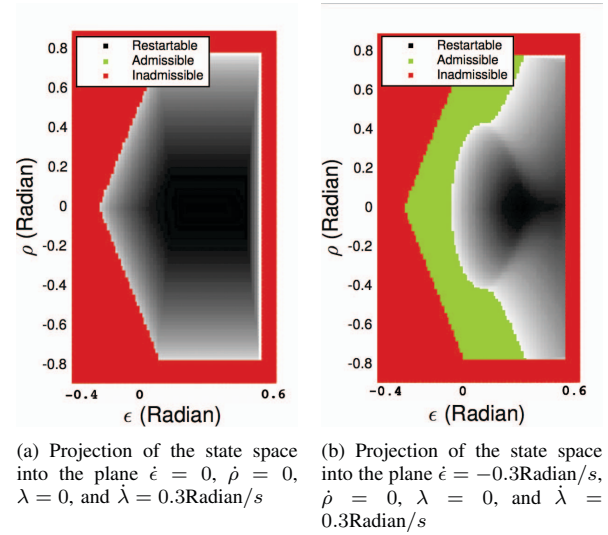 0.8
0.6
0.4
0.2
0
-0.2
-0.4
-0.6
-0.8
ρ (Radian)
Restartable
Admissible
Inadmissible
-0.4 0 0.6
ϵ (Radian)
0.8
0.6
0.4
0.2
0
-0.2
-0.4
-0.6
-0.8
ρ (Radian)
Restartable
Admissible
Inadmissible
-0.4 0 0.6
ϵ (Radian)
(a) Projection of the state space
into the plane ϵ̇ = 0, ρ̇ = 0,
λ = 0, and λ̇ = 0.3Radian/s
(b) Projection of the state space
into the plane ϵ̇ = −0.3Radian/s,
ρ̇ = 0, λ = 0, and λ̇ =
0.3Radian/s